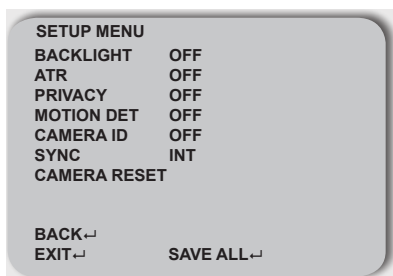 SETUP MENU
BACKLIGHT OFF
ATR OFF
PRIVACY OFF
MOTION DET OFF
CAMERA ID OFF
SYNC INT
CAMERA RESET
BACK↵
EXIT↵ SAVE ALL↵